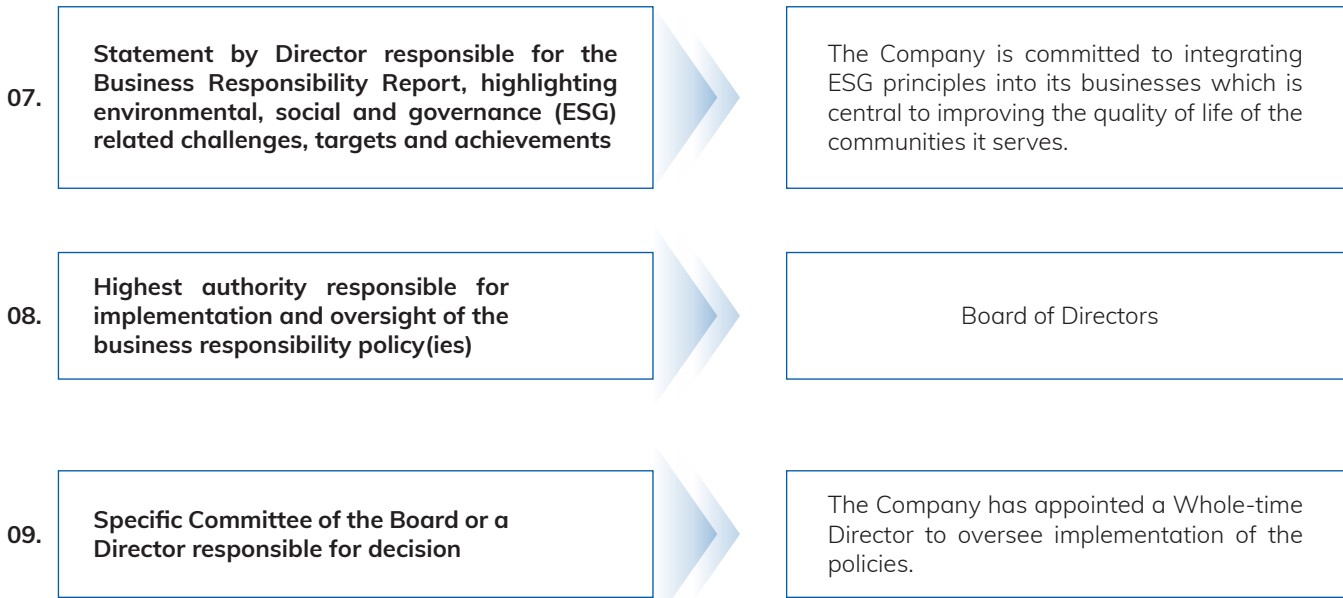 07.
Statement by Director responsible for the
Business Responsibility Report, highlighting
environmental, social and governance (ESG)
related challenges, targets and achievements
The Company is committed to integrating
ESG principles into its businesses which is
central to improving the quality of life of the
communities it serves.
08.
Highest authority responsible for
implementation and oversight of the
business responsibility policy(ies)
Board of Directors
09.
Specific Committee of the Board or a
Director responsible for decision
The Company has appointed a Whole-time
Director to oversee implementation of the
policies.